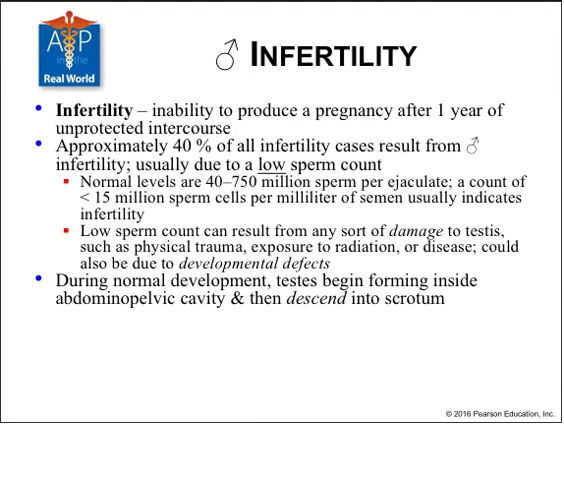 A&P
in the
Real World
♂ INFERTILITY
• Infertility – inability to produce a pregnancy after 1 year of
unprotected intercourse
• Approximately 40 % of all infertility cases result from ♂
infertility; usually due to a low sperm count
▪ Normal levels are 40–750 million sperm per ejaculate; a count of
< 15 million sperm cells per milliliter of semen usually indicates
infertility
▪ Low sperm count can result from any sort of damage to testis,
such as physical trauma, exposure to radiation, or disease; could
also be due to developmental defects
• During normal development, testes begin forming inside
abdominopelvic cavity & then descend into scrotum
© 2016 Pearson Education, Inc.